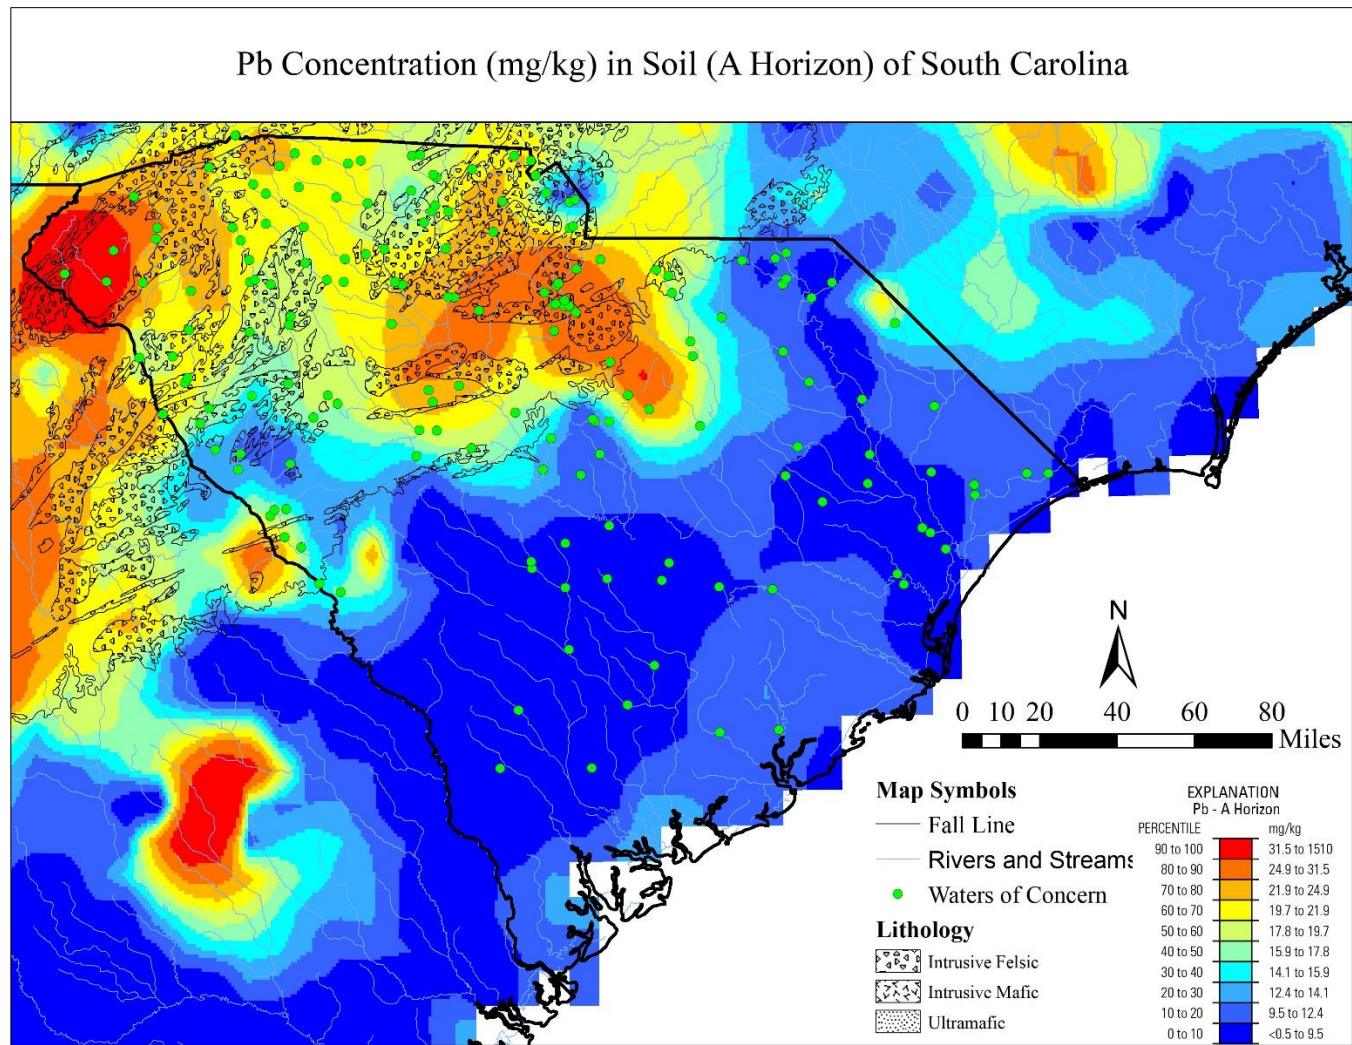 Pb Concentration (mg/kg) in Soil (A Horizon) of South Carolina
N
0 10 20 40 60 80
Miles
Map Symbols
Fall Line
Rivers and Streams
Waters of Concern
Lithology
Intrusive Felsic
Intrusive Mafic
Ultramafic
EXPLANATION
Pb - A Horizon
PERCENTILE mg/kg
90 to 100 31.5 to 1510
80 to 90 24.9 to 31.5
70 to 80 21.9 to 24.9
60 to 70 19.7 to 21.9
50 to 60 17.8 to 19.7
40 to 50 15.9 to 17.8
30 to 40 14.1 to 15.9
20 to 30 12.4 to 14.1
10 to 20 9.5 to 12.4
0 to 10 <0.5 to 9.5